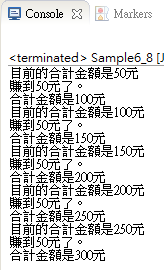 Console Markers
<terminated> Sample6_8 [J
目前的合計金額是50元
賺到50元了。
合計金額是100元
目前的合計金額是100元
賺到50元了。
合計金額是150元
目前的合計金額是150元
賺到50元了。
合計金額是200元
目前的合計金額是200元
賺到50元了。
合計金額是250元
目前的合計金額是250元
賺到50元了。
合計金額是300元